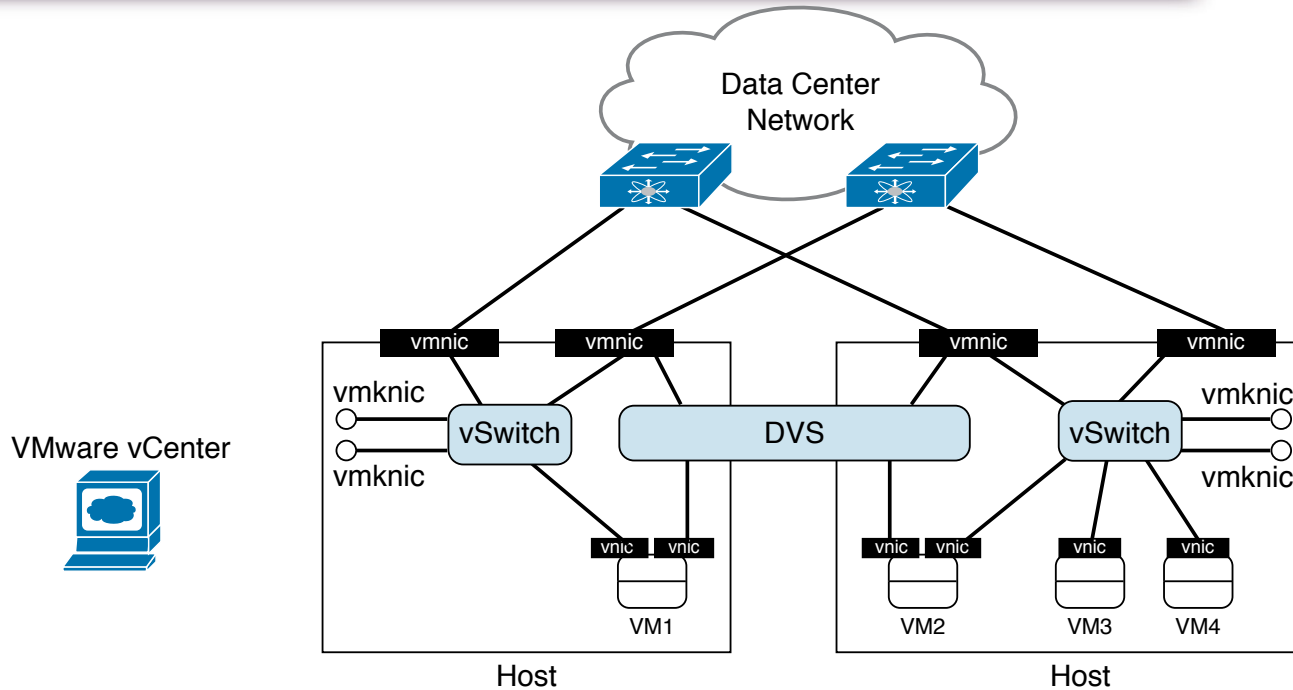 Data Center
Network
vmnic
vmnic
vmnic
vmnic
vmknic
vmknic
vSwitch
DVS
vSwitch
vmknic
vmknic
VMware vCenter
vnic
vnic
vnic
vnic
vnic
vnic
VM1
VM2
VM3
VM4
Host
Host